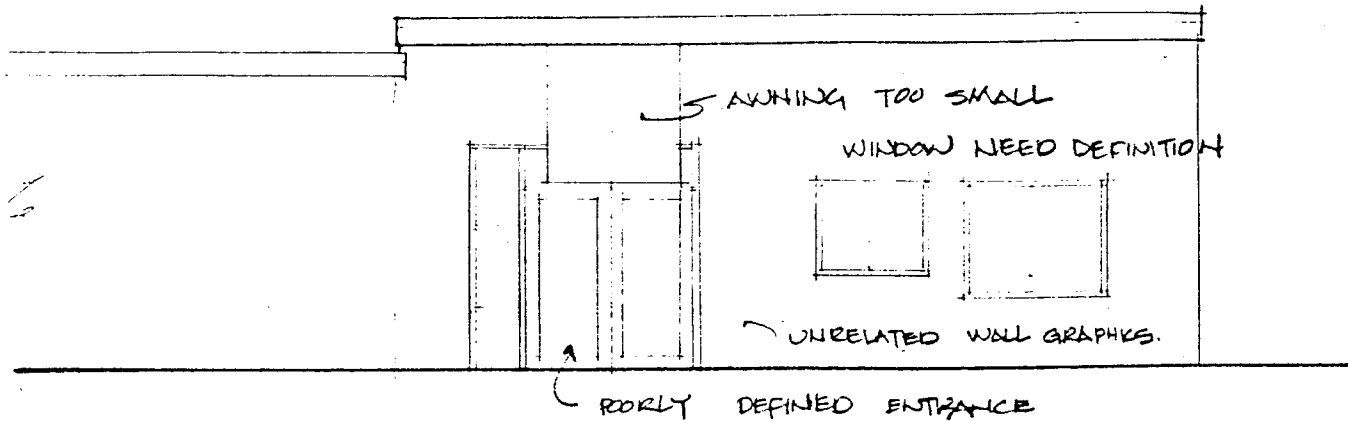 AWNING TOO SMALL
WINDOW NEED DEFINITION
UNRELATED WALL GRAPHICS.
POORLY DEFINED ENTRANCE